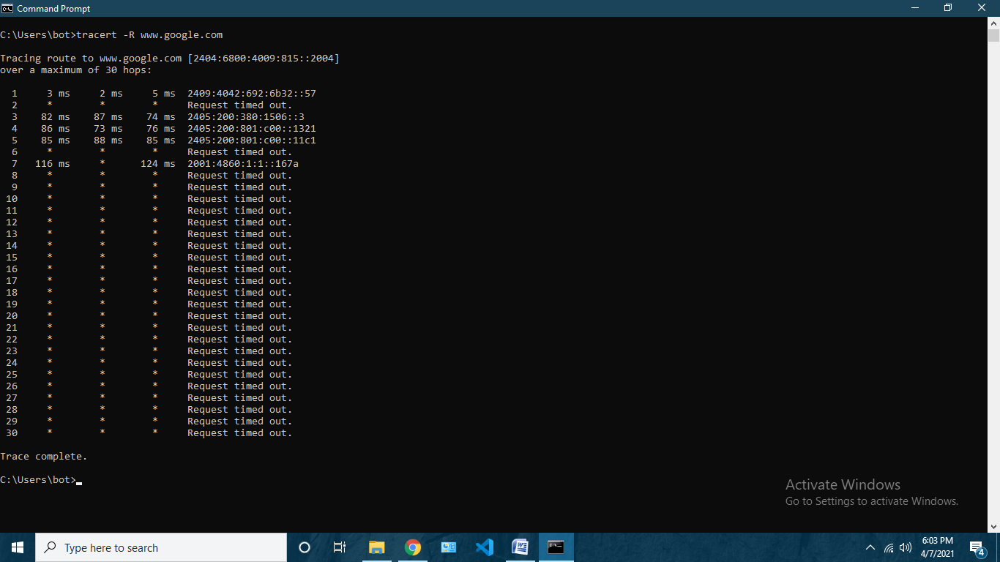 Command Prompt
C:\Users\bot>tracert -R www.google.com
Tracing route to www.google.com [2404:6800:4009:815::2004]
over a maximum of 30 hops:
1 3 ms 2 ms 5 ms 2409:4042:692:6b32::57
2 * * * Request timed out.
3 82 ms 87 ms 74 ms 2405:200:380:1506::3
4 86 ms 73 ms 76 ms 2405:200:801:c00::1321
5 85 ms 88 ms 85 ms 2405:200:801:c00::11c1
6 * * * Request timed out.
7 116 ms * 124 ms 2001:4860:1:1::167a
8 * * * Request timed out.
9 * * * Request timed out.
10 * * * Request timed out.
11 * * * Request timed out.
12 * * * Request timed out.
13 * * * Request timed out.
14 * * * Request timed out.
15 * * * Request timed out.
16 * * * Request timed out.
17 * * * Request timed out.
18 * * * Request timed out.
19 * * * Request timed out.
20 * * * Request timed out.
21 * * * Request timed out.
22 * * * Request timed out.
23 * * * Request timed out.
24 * * * Request timed out.
25 * * * Request timed out.
26 * * * Request timed out.
27 * * * Request timed out.
28 * * * Request timed out.
29 * * * Request timed out.
30 * * * Request timed out.
Trace complete.
C:\Users\bot>
Activate Windows
Go to Settings to activate Windows.
Type here to search
6:03 PM
4/7/2021
4